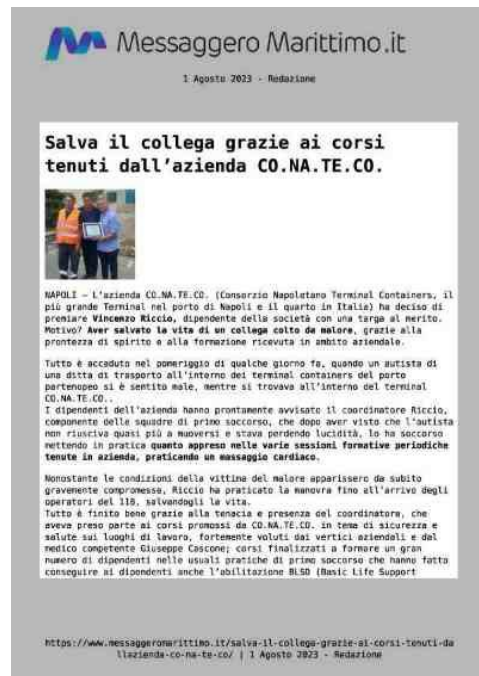 Messaggero Marittimo.it
1 Agosto 2023 - Redazione
Salva il collega grazie ai corsi
tenuti dall'azienda CO.NA.TE.CO.
NAPOLI – L'azienda CO.NA.TE.CO. (Consorzio Napoletano Terminal Containers, il
più grande Terminal nel porto di Napoli e il quarto in Italia) ha deciso di
premiare Vincenzo Riccio, dipendente della società con una targa al merito.
Motivo? Aver salvato la vita di un collega colto da malore, grazie alla
prontezza di spirito e alla formazione ricevuta in ambito aziendale.
Tutto è accaduto nel pomeriggio di qualche giorno fa, quando un autista di
una ditta di trasporto all'interno dei terminal containers del porto
partenopeo si è sentito male, mentre si trovava all'interno del terminal
CO.NA.TE.CO..
I dipendenti dell'azienda hanno prontamente avvisato il coordinatore Riccio,
componente delle squadre di primo soccorso, che dopo aver visto che l'autista
non riusciva quasi più a muoversi e stava perdendo lucidità, lo ha soccorso
mettendo in pratica quanto appreso nelle varie sessioni formative periodiche
tenute in azienda, praticando un massaggio cardiaco.
Nonostante le condizioni della vittima del malore apparissero da subito
gravemente compromesse, Riccio ha praticato la manovra fino all'arrivo degli
operatori del 118, salvandogli la vita.
Tutto è finito bene grazie alla tenacia e presenza del coordinatore, che
aveva preso parte ai corsi promossi da CO.NA.TE.CO. in tema di sicurezza e
salute sui luoghi di lavoro, fortemente voluti dai vertici aziendali e dal
medico competente Giuseppe Cascone; corsi finalizzati a formare un gran
numero di dipendenti nelle usuali pratiche di primo soccorso che hanno fatto
conseguire ai dipendenti anche l'abilitazione BLSD (Basic Life Support
https://www.messaggeromarittimo.it/salva-il-collega-grazie-ai-corsi-tenuti-da
llazienda-co-na-te-co/ | 1 Agosto 2023 - Redazione